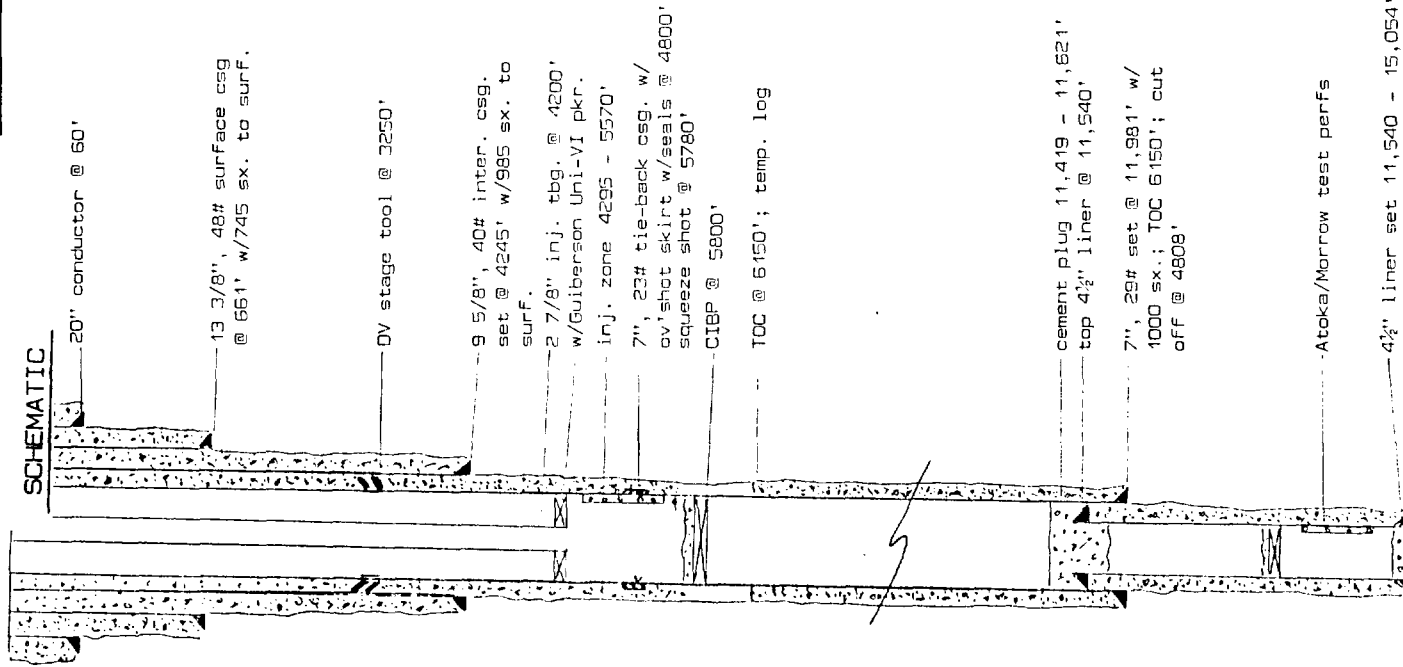 SCHEMATIC
20" conductor @ 60'
13 3/8", 48# surface csg
@ 661' w/745 sx. to surf.
DV stage tool @ 3250'
9 5/8", 40# inter. csg.
set @ 4245' w/985 sx. to
surf.
2 7/8" inj. tbg. @ 4200'
w/Guiberson Uni-VI pkr.
inj. zone 4295 - 5570'
7", 23# tie-back csg. w/
ov'shot skirt w/seals @ 4800'
squeeze shot @ 5780'
CIBP @ 5800'
TOC @ 6150'; temp. log
cement plug 11,419 - 11,621'
top 4½" liner @ 11,540'
7", 29# set @ 11,981' w/
1000 sx.; TOC 6150'; cut
off @ 4808'
Atoka/Morrow test perfs
4½" liner set 11,540 - 15,054'